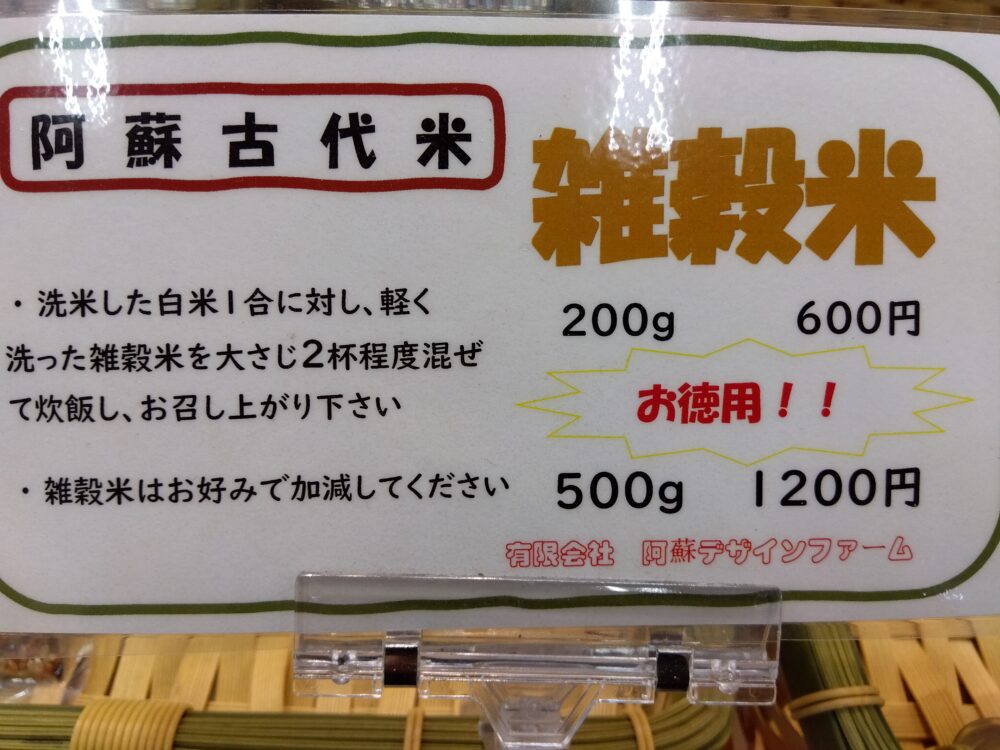 阿蘇古代米
雑穀米
・洗米した白米1合に対し、軽く
洗った雑穀米を大さじ2杯程度混ぜ
て炊飯し、お召し上がり下さい
・雑穀米はお好みで加減してください
200g 600円
お徳用!!
500g 1200円
有限会社 阿蘇デザインファーム